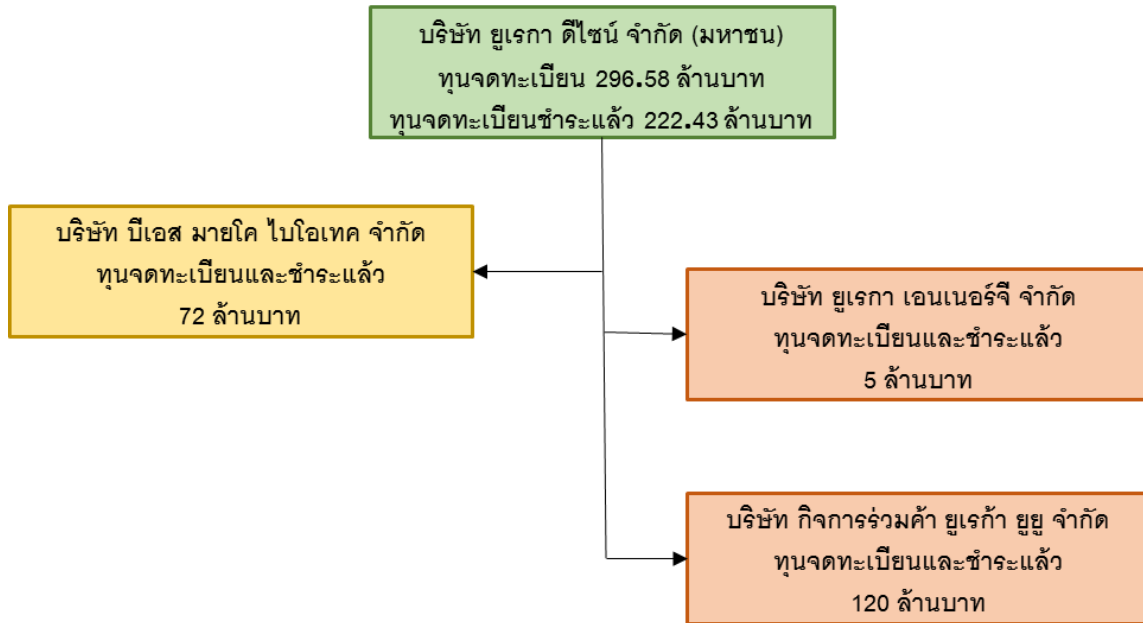 บริษัท ยูเรกา ดีไซน์ จำกัด (มหาชน)
ทุนจดทะเบียน 296.58 ล้านบาท
ทุนจดทะเบียนชำระแล้ว 222.43 ล้านบาท
บริษัท บีเอส มายโค ไบโอเทค จำกัด
ทุนจดทะเบียนและชำระแล้ว
72 ล้านบาท
บริษัท ยูเรกา เอนเนอร์จี จำกัด
ทุนจดทะเบียนและชำระแล้ว
5 ล้านบาท
บริษัท กิจการร่วมค้า ยูเรก้า ยูยู จำกัด
ทุนจดทะเบียนและชำระแล้ว
120 ล้านบาท